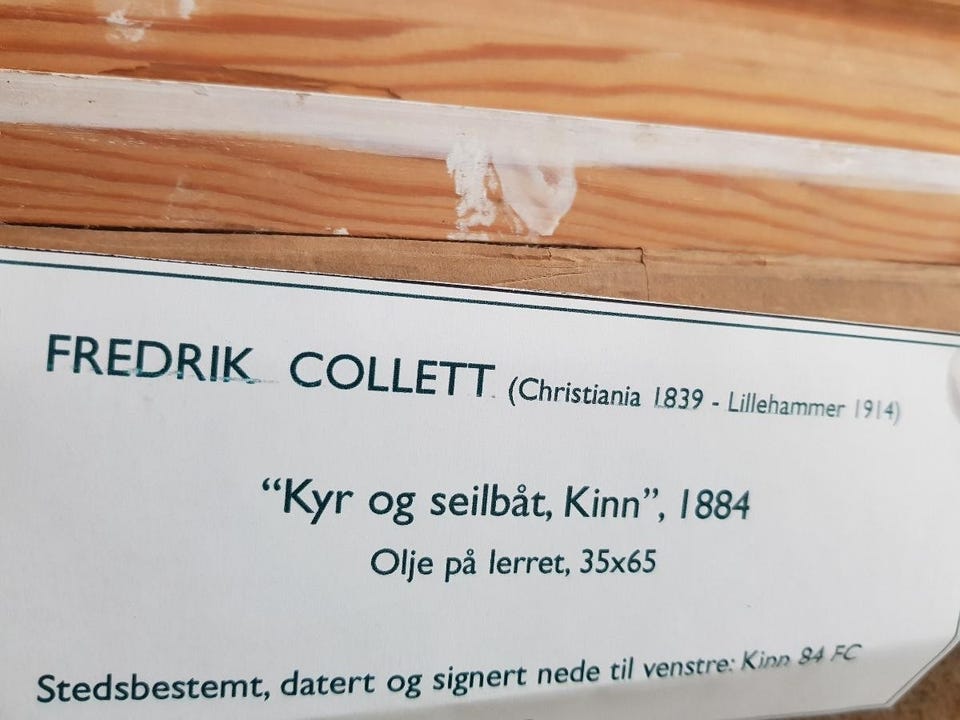 FREDRIK COLLETT (Christiania 1839 - Lillehammer 1914)
“Kyr og seilbåt, Kinn”, 1884
Olje på lerret, 35x65
Stedsbestemt, datert og signert nede til venstre: Kinn 84 FC